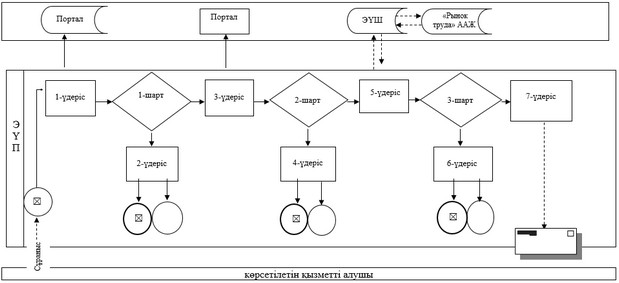 Портал
Портал
ЭҮШ
«Рынок
труда» ААЖ
Э
Ү
П
1-үдеріс
1-шарт
3-үдеріс
2-шарт
5-үдеріс
3-шарт
7-үдеріс
2-үдеріс
4-үдеріс
6-үдеріс
Сұраныс
көрсетілетін қызметті алушы